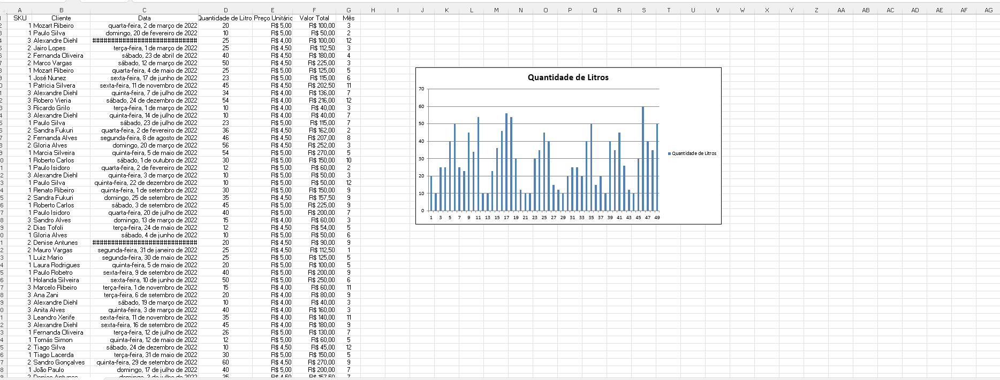 A B C D E F G H I J K L M N O P Q R S T U V W X Y Z AA AB AC AD AE AF AG
SKU Cliente Data Quantidade de Litro Preço Unitáric Valor Total Mês
1 Mozart Ribeiro quarta-feira, 2 de março de 2022 20 R$ 5,00 R$ 100,00 3
1 Paulo Silva domingo, 20 de fevereiro de 2022 10 R$ 5,00 R$ 50,00 2
3 Alexandre Diehl ############################ 25 R$ 4,00 R$ 100,00 12
2 Jairo Lopes terça-feira, 1 de março de 2022 25 R$ 4,50 R$ 112,50 3
2 Fernanda Oliveira sábado, 23 de abril de 2022 40 R$ 4,50 R$ 180,00 4
2 Marco Vargas sábado, 12 de março de 2022 50 R$ 4,50 R$ 225,00 3
1 Mozart Ribeiro quarta-feira, 4 de maio de 2022 25 R$ 5,00 R$ 125,00 5
1 José Nunez sexta-feira, 17 de junho de 2022 23 R$ 5,00 R$ 115,00 6
1 Patricia Silvera sexta-feira, 11 de novembro de 2022 45 R$ 4,50 R$ 202,50 11
3 Alexandre Diehl quinta-feira, 7 de julho de 2022 34 R$ 4,00 R$ 136,00 7
3 Robero Vieria sábado, 24 de dezembro de 2022 54 R$ 4,00 R$ 216,00 12
3 Ricardo Grilo terça-feira, 1 de março de 2022 10 R$ 4,00 R$ 40,00 3
3 Alexandre Diehl quinta-feira, 14 de julho de 2022 10 R$ 4,00 R$ 40,00 7
1 Paulo Silva sábado, 23 de julho de 2022 23 R$ 5,00 R$ 115,00 7
2 Sandra Fukuri quarta-feira, 2 de fevereiro de 2022 36 R$ 4,50 R$ 162,00 2
2 Fernanda Alves segunda-feira, 8 de agosto de 2022 46 R$ 4,50 R$ 207,00 8
2 Gloria Alves domingo, 20 de março de 2022 56 R$ 4,50 R$ 252,00 3
1 Marcia Silveira quinta-feira, 5 de maio de 2022 54 R$ 5,00 R$ 270,00 5
1 Roberto Carlos sábado, 1 de outubro de 2022 30 R$ 5,00 R$ 150,00 10
1 Paulo Isidoro quarta-feira, 2 de fevereiro de 2022 12 R$ 5,00 R$ 60,00 2
3 Alexandre Diehl quinta-feira, 3 de março de 2022 10 R$ 5,00 R$ 50,00 3
1 Paulo Silva quinta-feira, 22 de dezembro de 2022 10 R$ 5,00 R$ 50,00 12
1 Renato Ribeiro quinta-feira, 1 de setembro de 2022 30 R$ 5,00 R$ 150,00 9
2 Sandra Fukuri domingo, 25 de setembro de 2022 35 R$ 4,50 R$ 157,50 9
1 Roberto Carlos sábado, 3 de setembro de 2022 45 R$ 5,00 R$ 225,00 9
1 Paulo Isidoro quarta-feira, 20 de julho de 2022 40 R$ 5,00 R$ 200,00 7
3 Sandro Alves domingo, 13 de março de 2022 15 R$ 4,00 R$ 60,00 3
2 Dias Tofoli terça-feira, 24 de maio de 2022 12 R$ 4,50 R$ 54,00 5
1 Gloria Alves sábado, 4 de junho de 2022 10 R$ 5,00 R$ 50,00 6
2 Denise Antunes ############################ 20 R$ 4,50 R$ 90,00 9
2 Mauro Vargas segunda-feira, 31 de janeiro de 2022 25 R$ 4,50 R$ 112,50 1
1 Luiz Mario segunda-feira, 30 de maio de 2022 25 R$ 5,00 R$ 125,00 5
1 Laura Rodrigues quinta-feira, 5 de maio de 2022 20 R$ 5,00 R$ 100,00 5
1 Paulo Robetro sexta-feira, 9 de setembro de 2022 40 R$ 5,00 R$ 200,00 9
1 Holanda Silveira sexta-feira, 10 de junho de 2022 50 R$ 5,00 R$ 250,00 6
3 Marcelo Ribeiro terça-feira, 1 de novembro de 2022 15 R$ 4,00 R$ 60,00 11
3 Ana Zani terça-feira, 6 de setembro de 2022 20 R$ 4,00 R$ 80,00 9
3 Alexandre Diehl sábado, 19 de março de 2022 10 R$ 4,00 R$ 40,00 3
3 Anita Alves quinta-feira, 3 de março de 2022 40 R$ 4,00 R$ 160,00 3
3 Leandro Xerife sexta-feira, 11 de novembro de 2022 35 R$ 4,00 R$ 140,00 11
3 Alexandre Diehl sexta-feira, 16 de setembro de 2022 45 R$ 4,00 R$ 180,00 9
1 Fernanda Oliveira terça-feira, 12 de julho de 2022 26 R$ 5,00 R$ 130,00 7
1 Tomás Simon quinta-feira, 12 de maio de 2022 12 R$ 5,00 R$ 60,00 5
2 Tiago Silva sábado, 24 de dezembro de 2022 10 R$ 4,50 R$ 45,00 12
1 Tiago Lacerda terça-feira, 31 de maio de 2022 30 R$ 5,00 R$ 150,00 5
2 Sandro Gonçalves quinta-feira, 29 de setembro de 2022 60 R$ 4,50 R$ 270,00 9
1 João Paulo domingo, 17 de julho de 2022 40 R$ 5,00 R$ 200,00 7
2 Denise Antunes domingo, 3 de julho de 2022 35 R$ 4,50 R$ 157,50 7
Quantidade de Litros
70
60
50
40
30
20
10
0
1 3 5 7 9 11 13 15 17 19 21 23 25 27 29 31 33 35 37 39 41 43 45 47 49
Quantidade de Litros